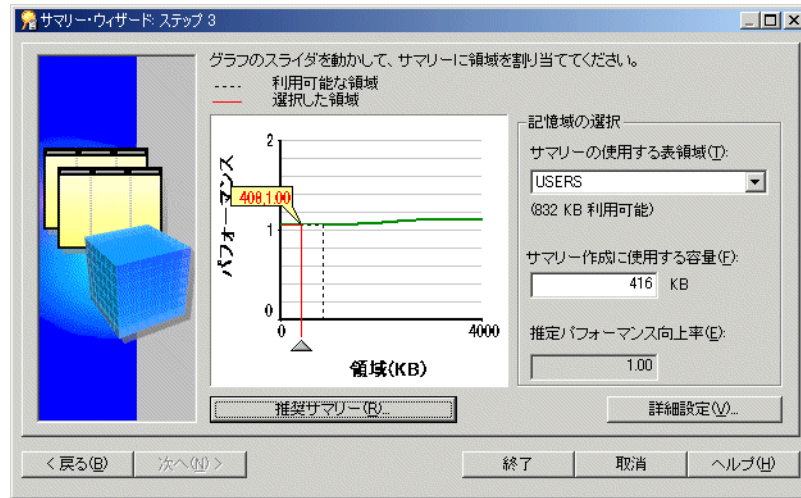 サマリー・ウィザード: ステップ 3
グラフのスライダを動かして、サマリーに領域を割り当ててください。
利用可能な領域
選択した領域
パフォーマンス
2
1
0
408,1.00
0
4000
領域(KB)
記憶域の選択
サマリーの使用する表領域(T):
USERS
(832 KB 利用可能)
サマリー作成に使用する容量(F):
416 KB
推定パフォーマンス向上率(E):
1.00
推奨サマリー(R)...
詳細設定(V)...
< 戻る(B)
次へ(N) >
終了
取消
ヘルプ(H)